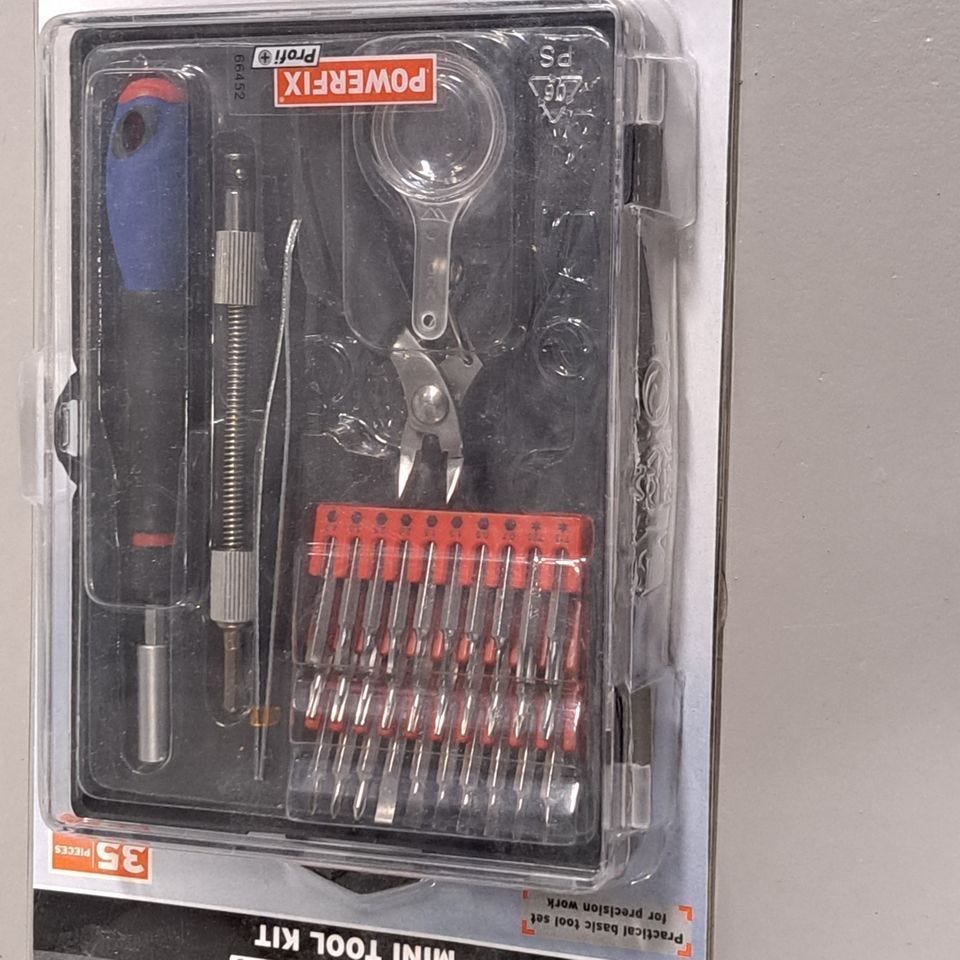 MINI TOOL KIT
Practical basic tool set
for precision work
35 PIECES
POWERFIX
Profi+
66452
PS